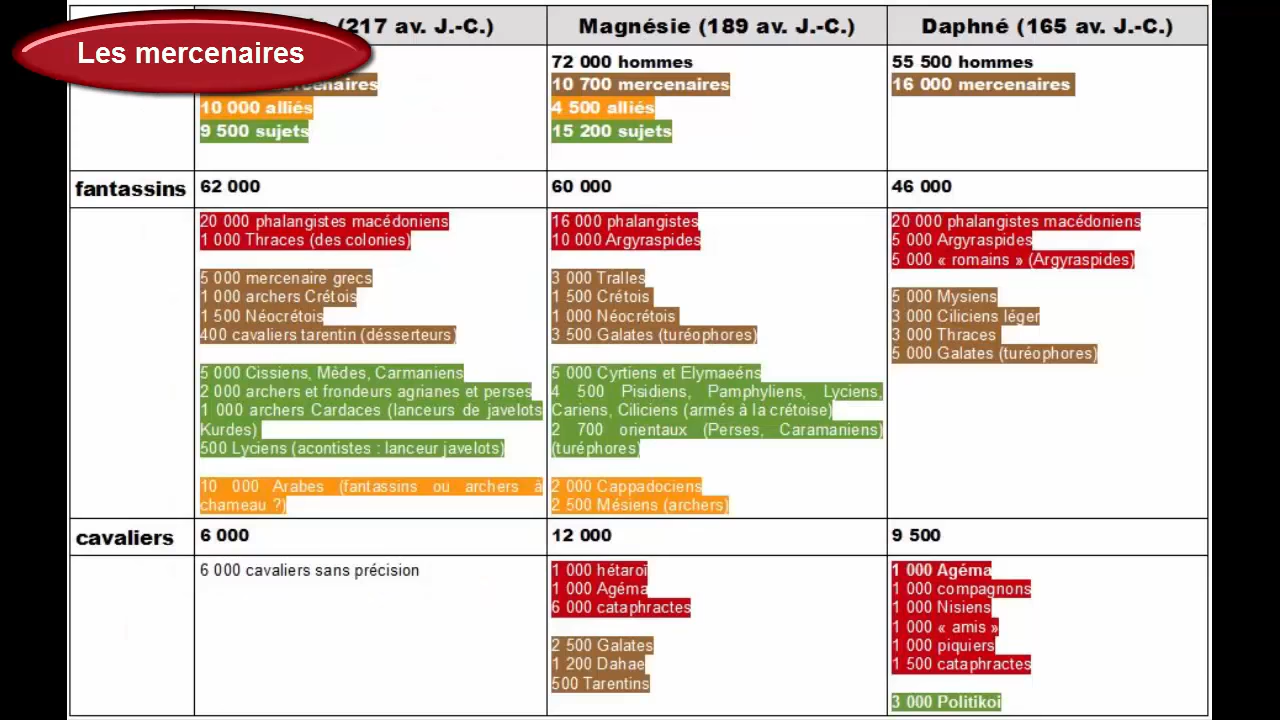 Les mercenaires
(217 av. J.-C.)
Magnésie (189 av. J.-C.)
Daphné (165 av. J.-C.)
10 000 alliés
9 500 sujets
72 000 hommes
10 700 mercenaires
4 500 alliés
15 200 sujets
55 500 hommes
16 000 mercenaires
fantassins
62 000
60 000
46 000
20 000 phalangistes macédoniens
1 000 Thraces (des colonies)
5 000 mercenaire grecs
1 000 archers Crétois
1 500 Néocrétois
400 cavaliers tarentin (désserteurs)
5 000 Cissiens, Mèdes, Carmaniens
2 000 archers et frondeurs agrianes et perses
1 000 archers Cardaces (lanceurs de javelots
Kurdes)
500 Lyciens (acontistes : lanceur javelots)
10 000 Arabes (fantassins ou archers à
chameau ?)
16 000 phalangistes
10 000 Argyraspides
3 000 Tralles
1 500 Crétois
1 000 Néocrétois
3 500 Galates (turéophores)
5 000 Cyrtiens et Elymaeéns
4 500 Pisidiens, Pamphyliens, Lyciens,
Cariens, Ciliciens (armés à la crétoise)
2 700 orientaux (Perses, Caramaniens)
(turéphores)
2 000 Cappadociens
2 500 Mésiens (archers)
20 000 phalangistes macédoniens
5 000 Argyraspides
5 000 « romains » (Argyraspides)
5 000 Mysiens
3 000 Ciliciens léger
3 000 Thraces
5 000 Galates (turéophores)
cavaliers
6 000
12 000
9 500
6 000 cavaliers sans précision
1 000 hétaroï
1 000 Agéma
6 000 cataphractes
2 500 Galates
1 200 Dahae
500 Tarentins
1 000 Agéma
1 000 compagnons
1 000 Nisiens
1 000 « amis »
1 000 piquiers
1 500 cataphractes
3 000 Politikoi